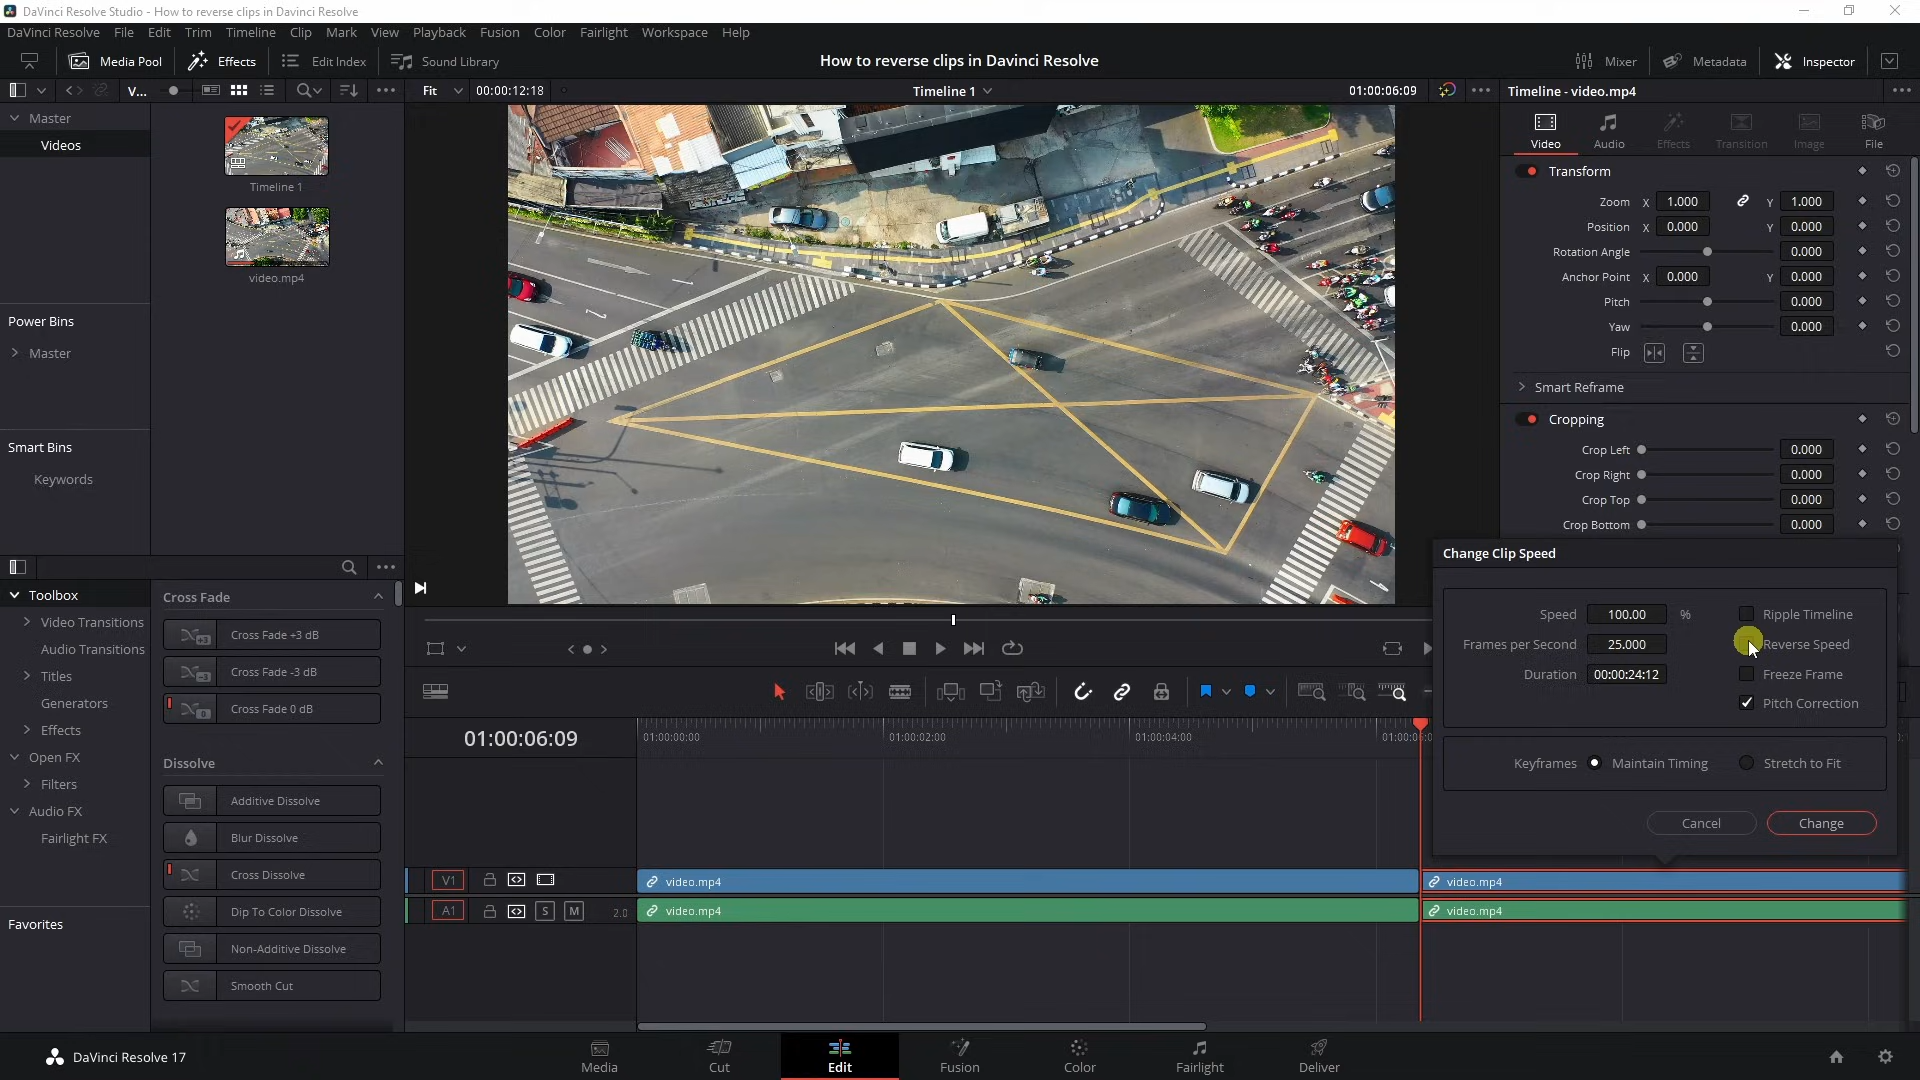 DaVinci Resolve Studio - How to reverse clips in Davinci Resolve
DaVinci Resolve File Edit Trim Timeline Clip Mark View Playback Fusion Color Fairlight Workspace Help
Media Pool Effects Edit Index Sound Library How to reverse clips in Davinci Resolve Mixer Metadata Inspector
V... Fit 00:00:12:18 Timeline 1 01:00:06:09 Timeline - video.mp4
Master
Videos
Timeline 1
video.mp4
Power Bins
Master
Smart Bins
Keywords
Video Audio Effects Transition Image File
Transform
Zoom X 1.000 Y 1.000
Position X 0.000 Y 0.000
Rotation Angle 0.000
Anchor Point X 0.000 Y 0.000
Pitch 0.000
Yaw 0.000
Flip
Smart Reframe
Cropping
Crop Left 0.000
Crop Right 0.000
Crop Top 0.000
Crop Bottom 0.000
Change Clip Speed
Speed 100.00 % Ripple Timeline
Frames per Second 25.000 Reverse Speed
Duration 00:00:24:12 Freeze Frame
Pitch Correction
Keyframes Maintain Timing Stretch to Fit
Cancel Change
Toolbox
Video Transitions
Audio Transitions
Titles
Generators
Effects
Open FX
Filters
Audio FX
Fairlight FX
Favorites
Cross Fade
+3 Cross Fade +3 dB
-3 Cross Fade -3 dB
0 Cross Fade 0 dB
Dissolve
Additive Dissolve
Blur Dissolve
Cross Dissolve
Dip To Color Dissolve
Non-Additive Dissolve
Smooth Cut
01:00:06:09 01:00:00:00 01:00:02:00 01:00:04:00
V1 video.mp4 video.mp4
A1 S M 2.0 video.mp4 video.mp4
DaVinci Resolve 17 Media Cut Edit Fusion Color Fairlight Deliver